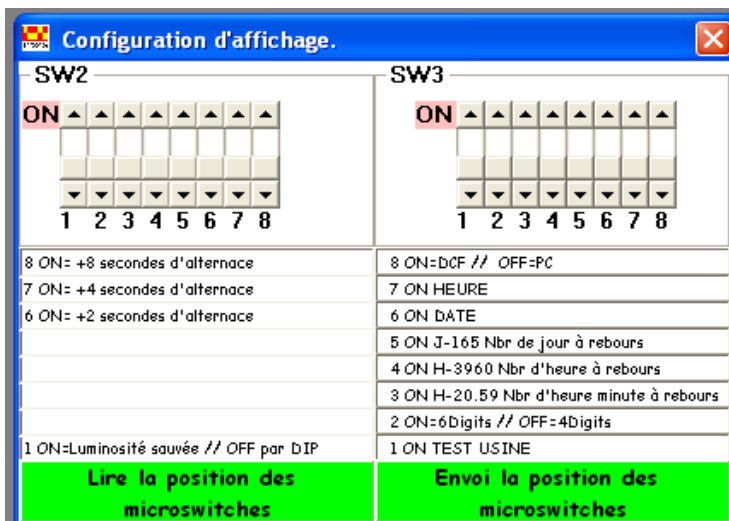 Configuration d'affichage.
SW2
ON
1 2 3 4 5 6 7 8
8 ON= +8 secondes d'alternace
7 ON= +4 secondes d'alternace
6 ON= +2 secondes d'alternace
1 ON=Luminosité sauvée // OFF par DIP
Lire la position des
microswitches
SW3
ON
1 2 3 4 5 6 7 8
8 ON=DCF // OFF=PC
7 ON HEURE
6 ON DATE
5 ON J-165 Nbr de jour à rebours
4 ON H-3960 Nbr d'heure à rebours
3 ON H-20.59 Nbr d'heure minute à rebours
2 ON=6Digits // OFF=4Digits
1 ON TEST USINE
Envoi la position des
microswitches